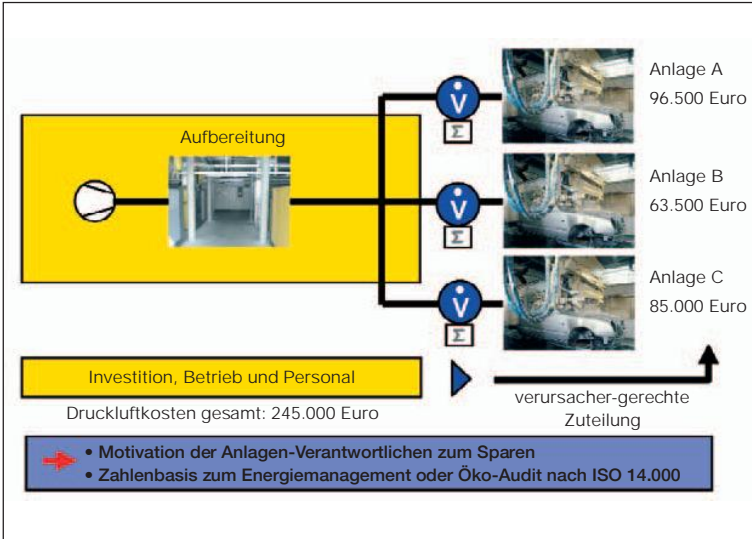 Aufbereitung
V
Σ
Anlage A
96.500 Euro
V
Σ
Anlage B
63.500 Euro
V
Σ
Anlage C
85.000 Euro
Investition, Betrieb und Personal
Druckluftkosten gesamt: 245.000 Euro
verursacher-gerechte
Zuteilung
• Motivation der Anlagen-Verantwortlichen zum Sparen
• Zahlenbasis zum Energiemanagement oder Öko-Audit nach ISO 14.000